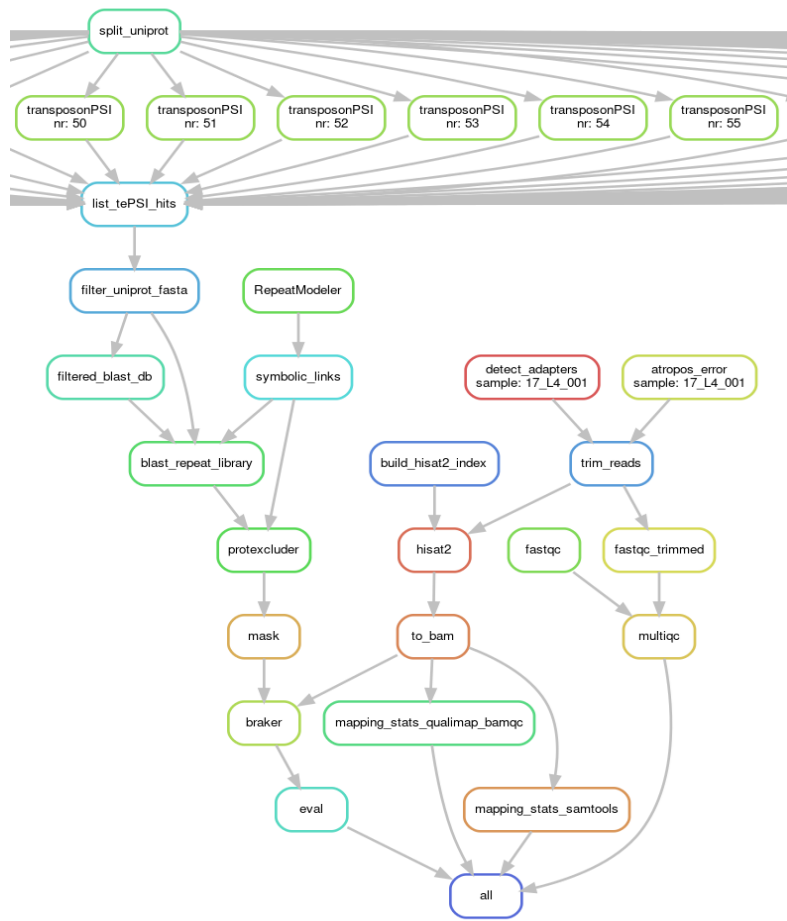 split_uniprot
transposonPSI
nr: 50
transposonPSI
nr: 51
transposonPSI
nr: 52
transposonPSI
nr: 53
transposonPSI
nr: 54
transposonPSI
nr: 55
list_tePSI_hits
filter_uniprot_fasta
RepeatModeler
filtered_blast_db
symbolic_links
detect_adapters
sample: 17_L4_001
atropos_error
sample: 17_L4_001
blast_repeat_library
build_hisat2_index
trim_reads
protexcluder
hisat2
fastqc
fastqc_trimmed
mask
to_bam
multiqc
braker
mapping_stats_qualimap_bamqc
eval
mapping_stats_samtools
all